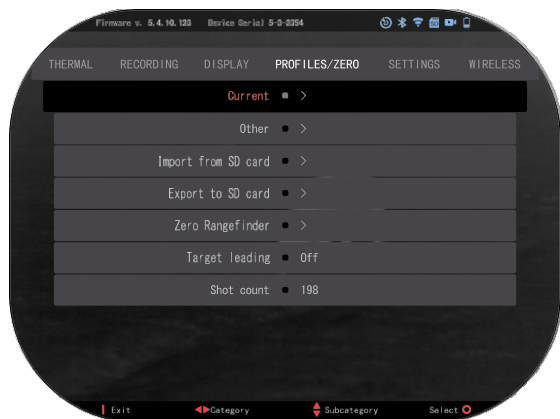 Firmware v. 5.4.10.123 Device Serial 5-0-2354
THERMAL RECORDING DISPLAY PROFILES/ZERO SETTINGS WIRELESS
Current >
Other >
Import from SD card >
Export to SD card >
Zero Rangefinder >
Target leading Off
Shot count 198
Exit Category Subcategory Select